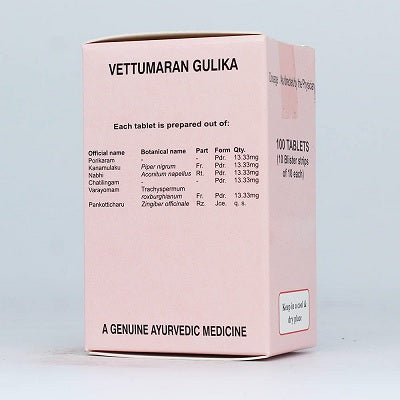 VETTUMARAN GULIKA
Each tablet is prepared out of:
Official name Botanical name Part Form Qty.
Porikaram - - Pdr. 13.33mg
Kanamulaku Piper nigrum Fr. Pdr. 13.33mg
Nabhi Aconitum napellus Rt. Pdr. 13.33mg
Chatilingam - - Pdr. 13.33mg
Varayomam Trachyspermum
roxburghianum Fr. Pdr. 13.33mg
Pankotticharu Zingiber officinale Rz. Jce. q. s.
A GENUINE AYURVEDIC MEDICINE
Dosage: As directed by the Physician
100 TABLETS
(10 Blister strips
of 10 each)
Keep in a cool &
dry place